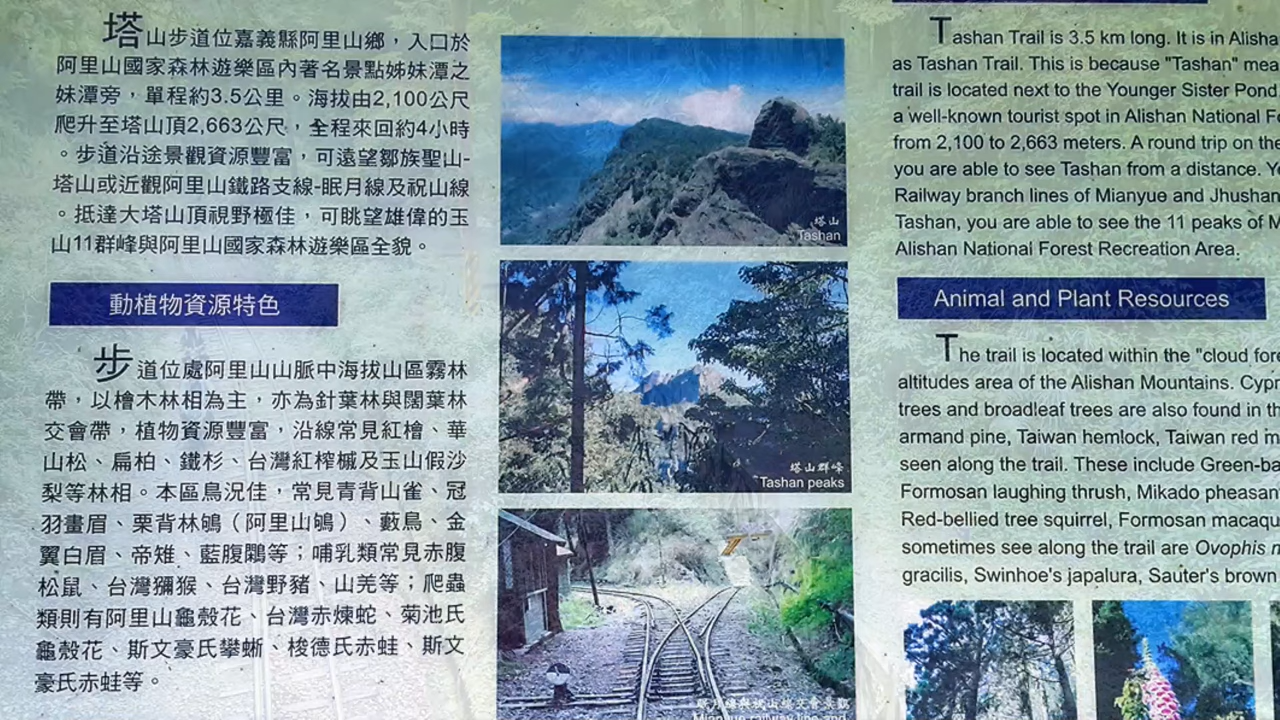 塔山步道位嘉義縣阿里山鄉，入口於
阿里山國家森林遊樂區內著名景點姊妹潭之
妹潭旁，單程約3.5公里。海拔由2,100公尺
爬升至塔山頂2,663公尺，全程來回約4小時
。步道沿途景觀資源豐富，可遠望鄒族聖山-
塔山或近觀阿里山鐵路支線-眠月線及祝山線
。抵達大塔山頂視野極佳，可眺望雄偉的玉
山11群峰與阿里山國家森林遊樂區全貌。
動植物資源特色
步道位處阿里山山脈中海拔山區霧林
帶，以檜木林相為主，亦為針葉林與闊葉林
交會帶，植物資源豐富，沿線常見紅檜、華
山松、扁柏、鐵杉、台灣紅榨槭及玉山假沙
梨等林相。本區鳥況佳，常見青背山雀、冠
羽畫眉、栗背林鴝（阿里山鴝）、藪鳥、金
翼白眉、帝雉、藍腹鷴等；哺乳類常見赤腹
松鼠、台灣獼猴、台灣野豬、山羌等；爬蟲
類則有阿里山龜殼花、台灣赤煉蛇、菊池氏
龜殼花、斯文豪氏攀蜥、梭德氏赤蛙、斯文
豪氏赤蛙等。
塔山
Tashan
塔山群峰
Tashan peaks
眠月線與祝山線交會景觀
Mianyue railway line and
Tashan Trail is 3.5 km long. It is in Alisha
as Tashan Trail. This is because "Tashan" mea
trail is located next to the Younger Sister Pond
a well-known tourist spot in Alishan National Fo
from 2,100 to 2,663 meters. A round trip on the
you are able to see Tashan from a distance. Yo
Railway branch lines of Mianyue and Jhushan
Tashan, you are able to see the 11 peaks of M
Alishan National Forest Recreation Area.
Animal and Plant Resources
The trail is located within the "cloud fore
altitudes area of the Alishan Mountains. Cypr
trees and broadleaf trees are also found in th
armand pine, Taiwan hemlock, Taiwan red m
seen along the trail. These include Green-ba
Formosan laughing thrush, Mikado pheasan
Red-bellied tree squirrel, Formosan macaqu
sometimes see along the trail are Ovophis m
gracilis, Swinhoe's japalura, Sauter's brown